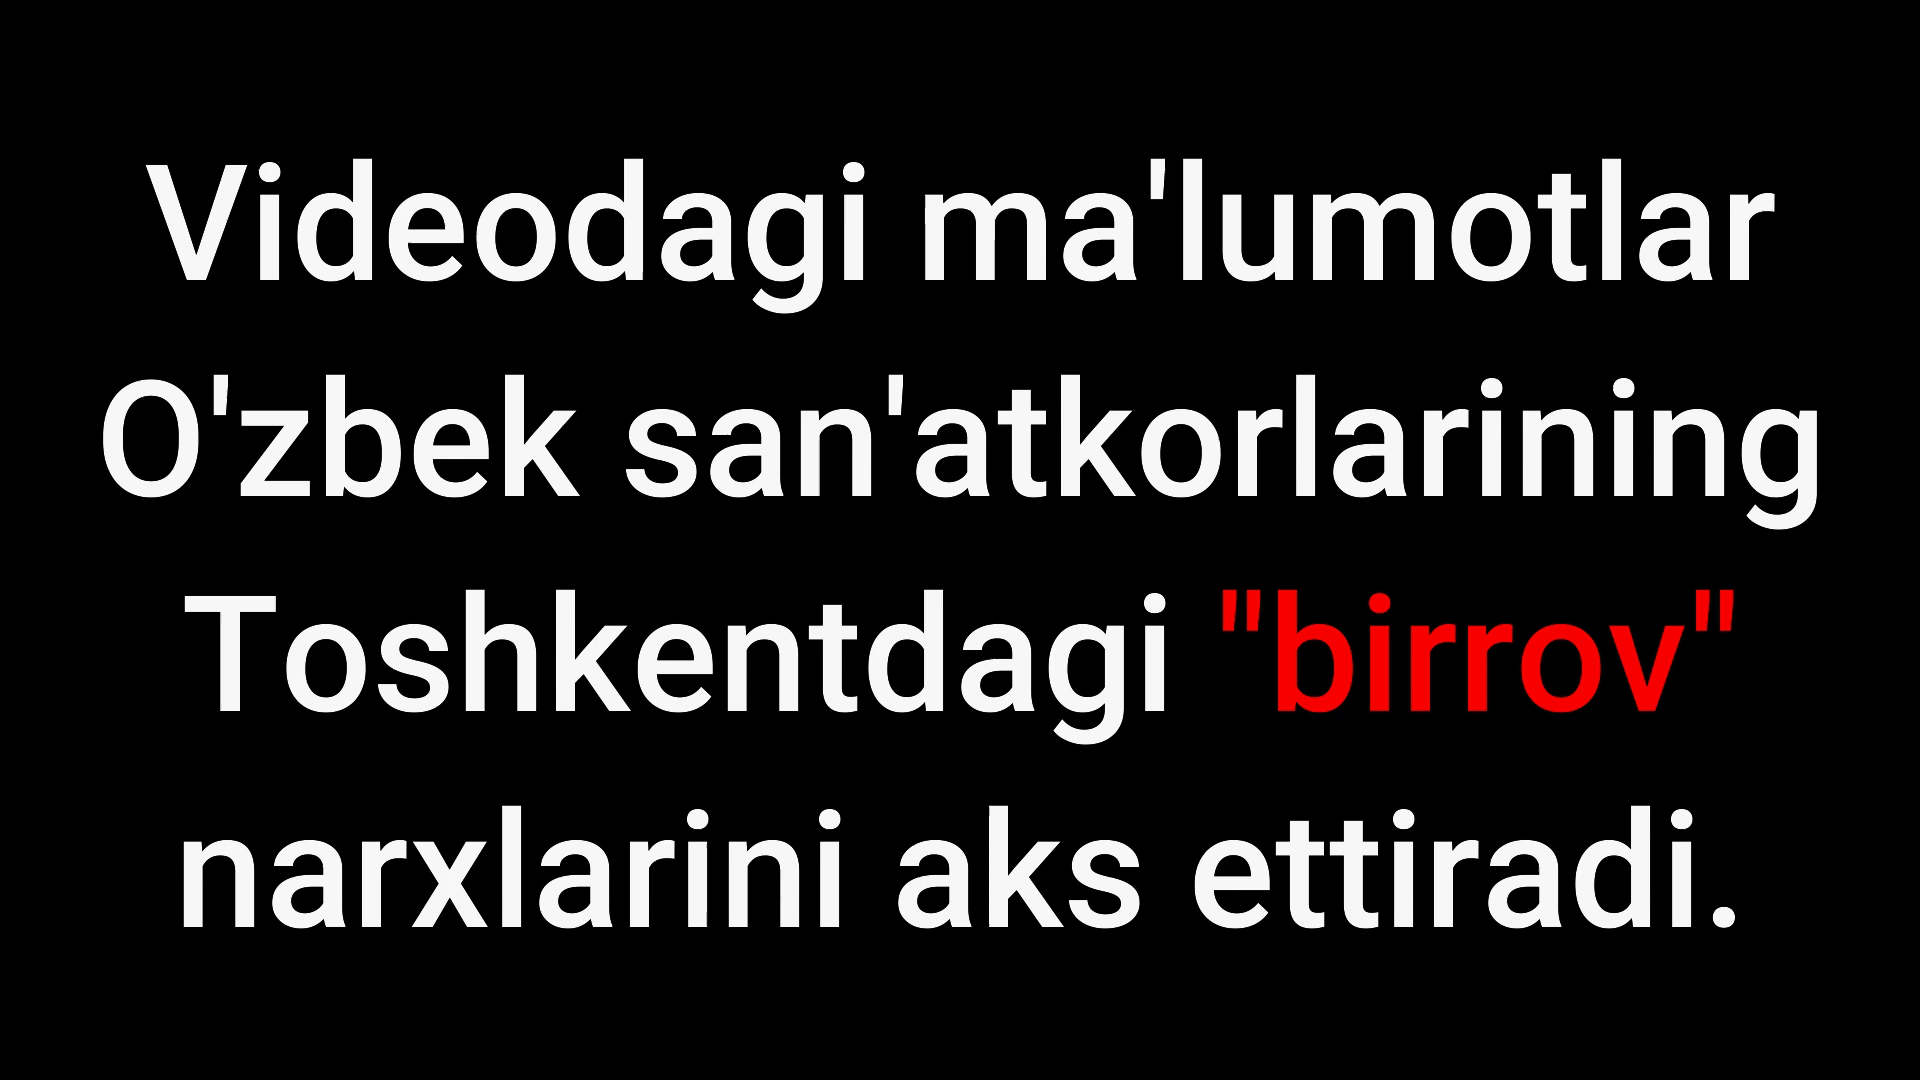 Videodagi ma'lumotlar
O'zbek san'atkorlarining
Toshkentdagi "birrov"
narxlarini aks ettiradi.